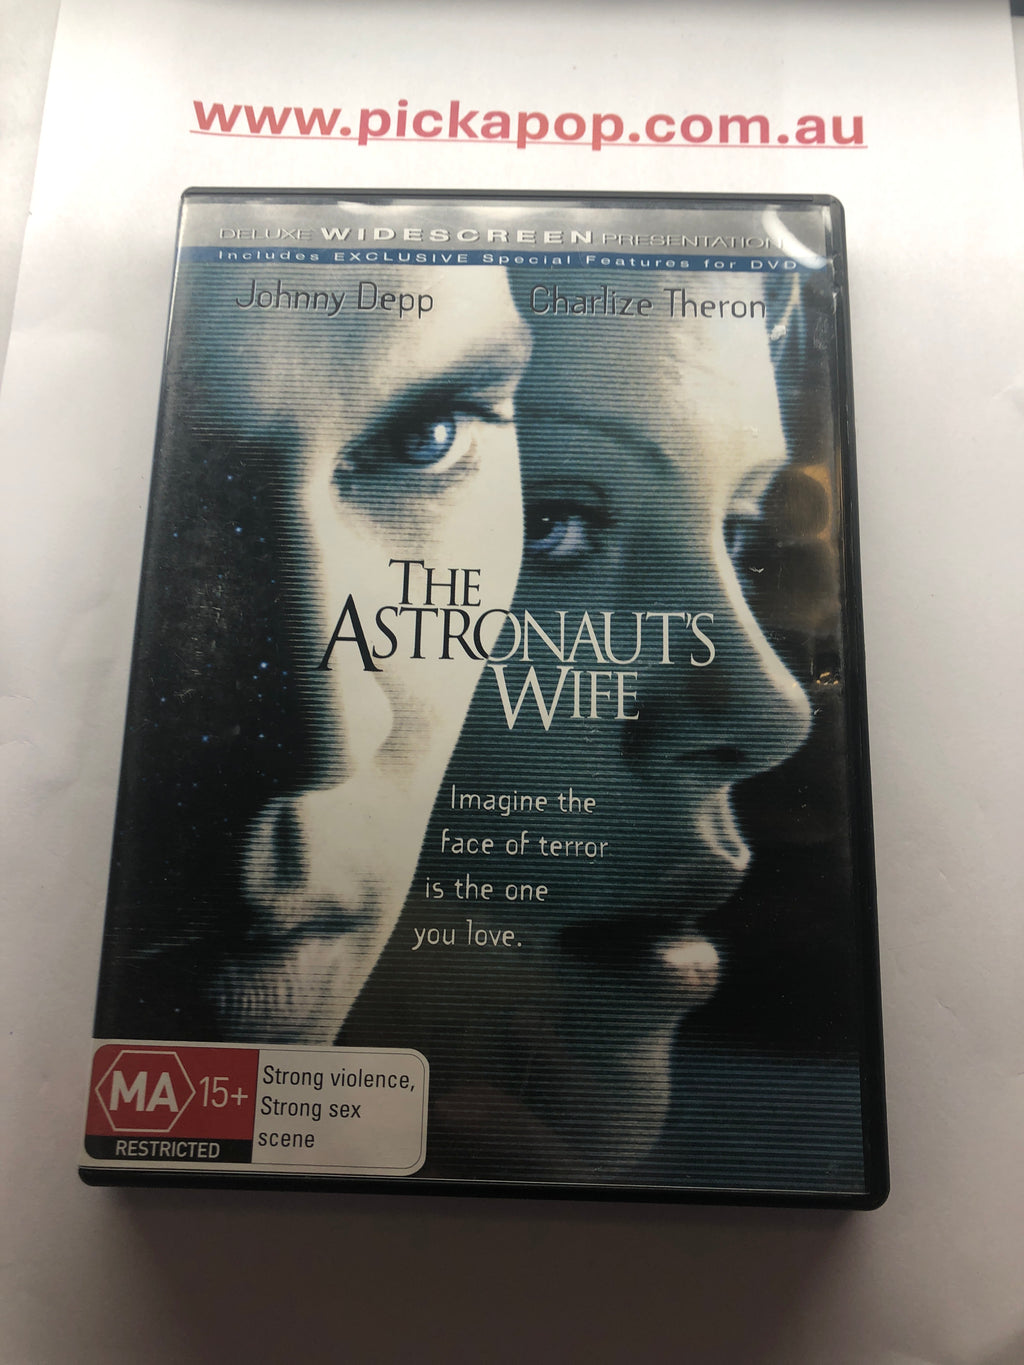 www.pickapop.com.au
DELUXE WIDESCREEN PRESENTATION
Includes EXCLUSIVE Special Features for DVD
Johnny Depp
Charlize Theron
THE
ASTRONAUT'S
WIFE
Imagine the
face of terror
is the one
you love.
MA 15+
RESTRICTED
Strong violence,
Strong sex
scene